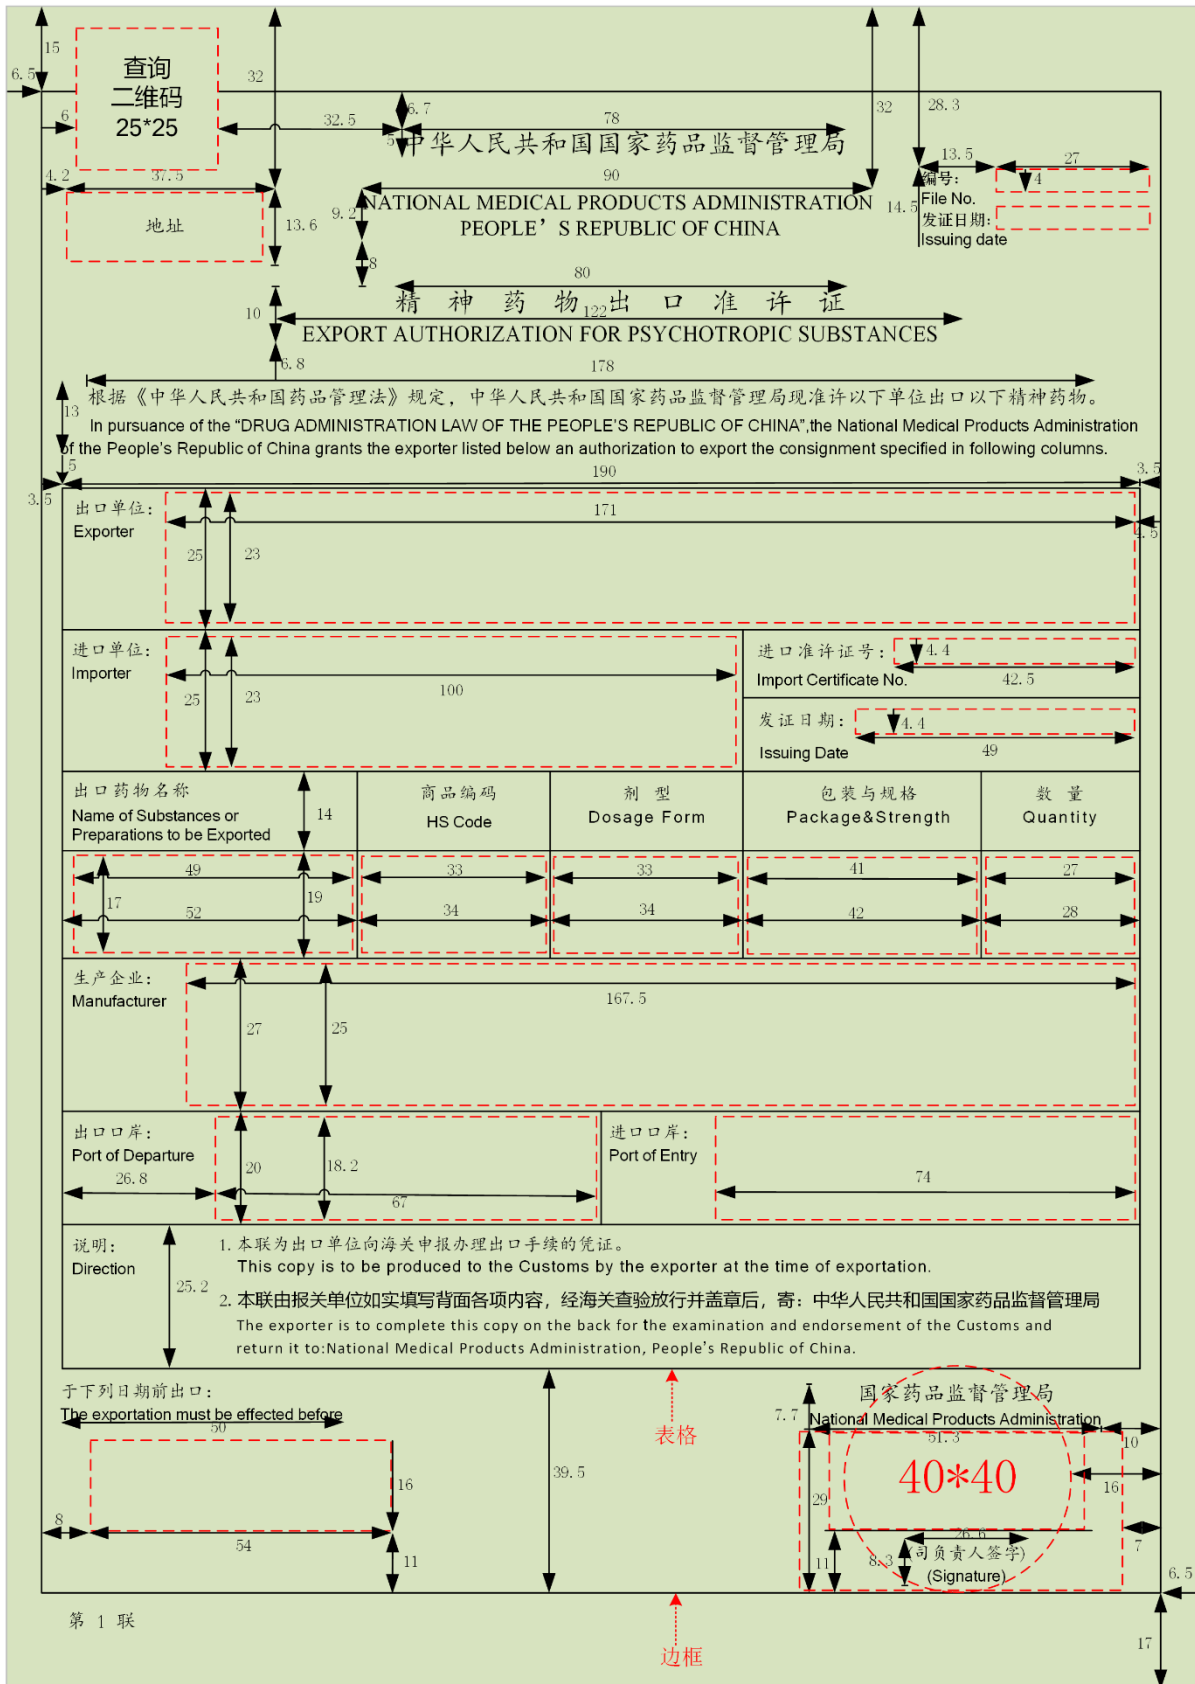 15
6.5
查询
二维码
25*25
6
32
32.5
6.7
5
78
32
28.3
中华人民共和国国家药品监督管理局
4.2
37.5
90
13.5
27
编号:
4
File No.
14.5
发证日期:
Issuing date
地址
13.6
9.2
NATIONAL MEDICAL PRODUCTS ADMINISTRATION
PEOPLE’S REPUBLIC OF CHINA
8
80
精神药物出口准许证
10
122
EXPORT AUTHORIZATION FOR PSYCHOTROPIC SUBSTANCES
6.8
178
13
根据《中华人民共和国药品管理法》规定，中华人民共和国国家药品监督管理局现准许以下单位出口以下精神药物。
In pursuance of the “DRUG ADMINISTRATION LAW OF THE PEOPLE'S REPUBLIC OF CHINA”,the National Medical Products Administration
of the People's Republic of China grants the exporter listed below an authorization to export the consignment specified in following columns.
5
3.5
190
3.5
出口单位:
Exporter
171
4.5
25
23
进口单位:
Importer
25
23
100
进口准许证号:
4.4
Import Certificate No.
42.5
发证日期:
4.4
Issuing Date
49
出口药物名称
Name of Substances or
Preparations to be Exported
14
商品编码
HS Code
剂 型
Dosage Form
包装与规格
Package&Strength
数 量
Quantity
49
33
33
41
27
17
19
52
34
34
42
28
生产企业:
Manufacturer
167.5
27
25
出口口岸:
Port of Departure
26.8
20
18.2
67
进口口岸:
Port of Entry
74
说明:
Direction
25.2
1. 本联为出口单位向海关申报办理出口手续的凭证。
This copy is to be produced to the Customs by the exporter at the time of exportation.
2. 本联由报关单位如实填写背面各项内容，经海关查验放行并盖章后，寄：中华人民共和国国家药品监督管理局
The exporter is to complete this copy on the back for the examination and endorsement of the Customs and
return it to:National Medical Products Administration, People’s Republic of China.
于下列日期前出口:
The exportation must be effected before
50
16
8
54
11
39.5
表格
7.7
国家药品监督管理局
National Medical Products Administration
51.3
10
40*40
16
29
26.6
11
8.3
(司负责人签字)
(Signature)
7
6.5
第 1 联
边框
17